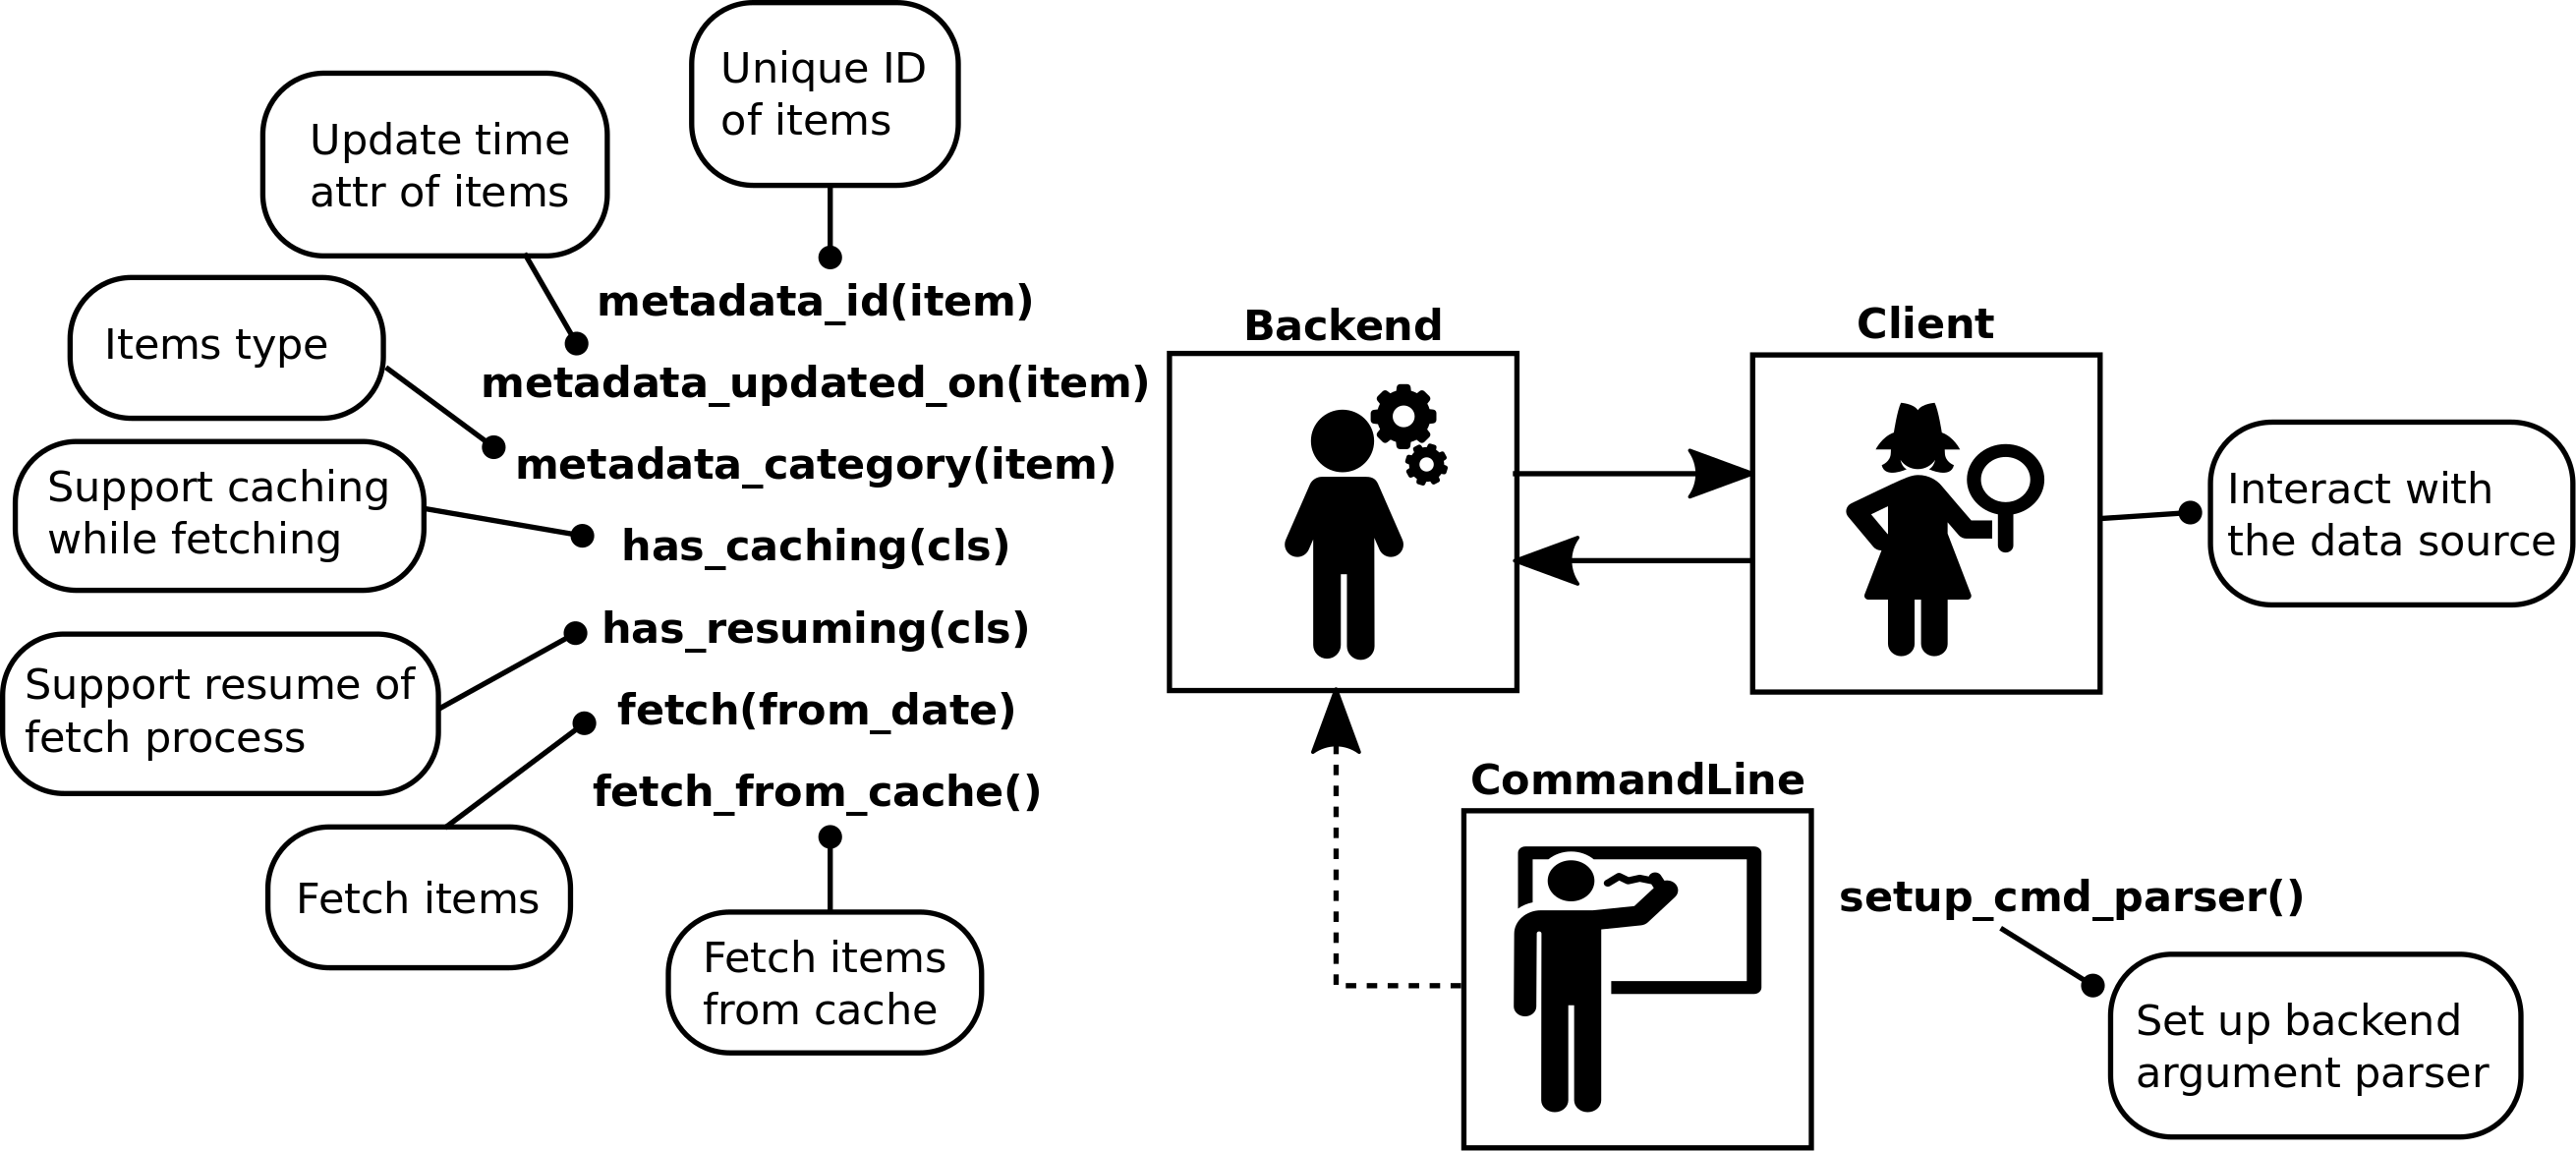 Unique ID
of items
Update time
attr of items
Items type
Support caching
while fetching
Support resume of
fetch process
Fetch items
Fetch items
from cache
metadata_id(item)
metadata_updated_on(item)
metadata_category(item)
has_caching(cls)
has_resuming(cls)
fetch(from_date)
fetch_from_cache()
Backend
Client
Interact with
the data source
CommandLine
setup_cmd_parser()
Set up backend
argument parser